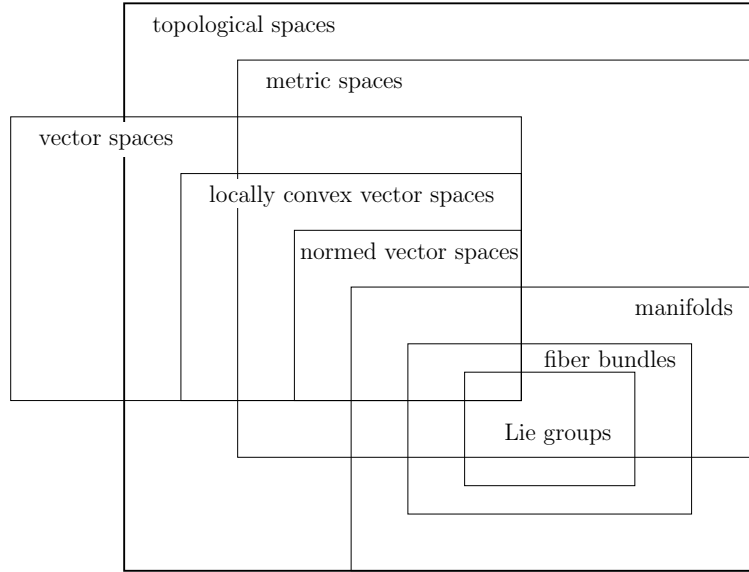 topological spaces
metric spaces
vector spaces
locally convex vector spaces
normed vector spaces
manifolds
fiber bundles
Lie groups